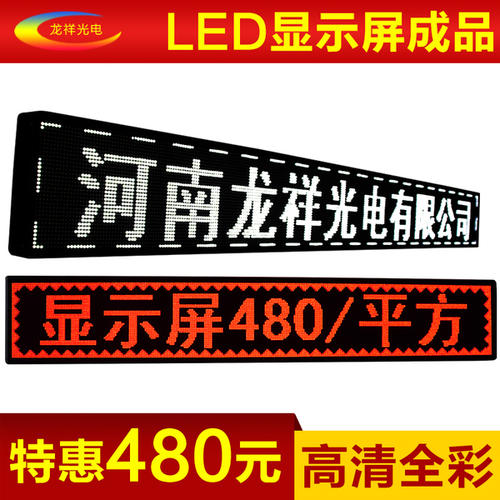 龙祥光电
LED显示屏成品
河南龙祥光电有限公司
显示屏480/平方
特惠480元
高清全彩